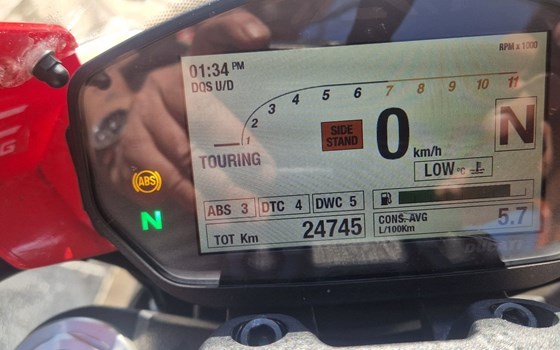 RPM x 1000
01:34 PM
DQS U/D
1 2 3 4 5 6 7 8 9 10 11
SIDE
STAND
0
km/h
N
TOURING
LOW °C
ABS
N
ABS 3 DTC 4 DWC 5
TOT Km 24745
CONS. AVG
L/100Km
5.7
DUCATI